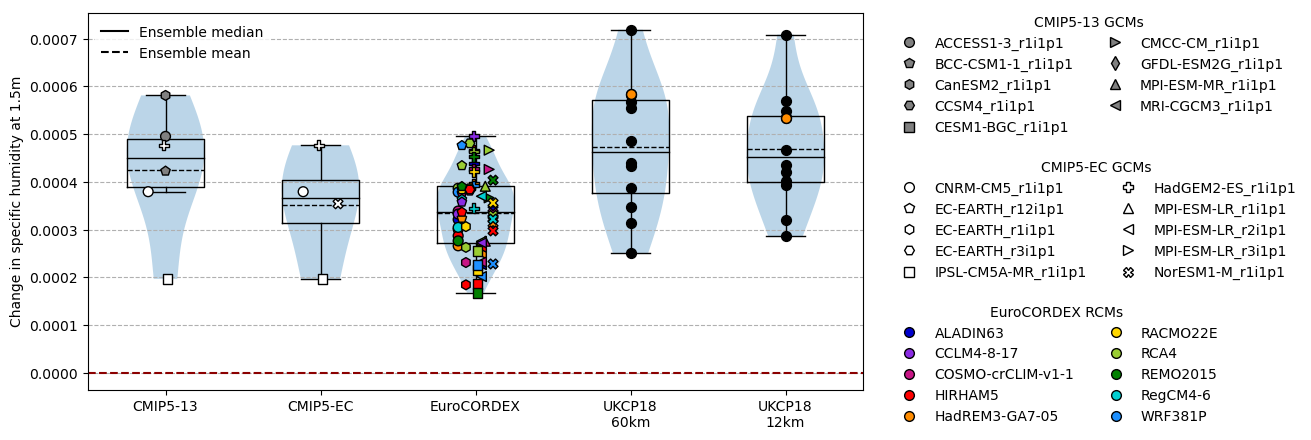 Change in specific humidity at 1.5m
0.0007
0.0006
0.0005
0.0004
0.0003
0.0002
0.0001
0.0000
Ensemble median
Ensemble mean
CMIP5-13
CMIP5-EC
EuroCORDEX
UKCP18
60km
UKCP18
12km
CMIP5-13 GCMs
ACCESS1-3_r1i1p1
BCC-CSM1-1_r1i1p1
CanESM2_r1i1p1
CCSM4_r1i1p1
CESM1-BGC_r1i1p1
CMCC-CM_r1i1p1
GFDL-ESM2G_r1i1p1
MPI-ESM-MR_r1i1p1
MRI-CGCM3_r1i1p1
CMIP5-EC GCMs
CNRM-CM5_r1i1p1
EC-EARTH_r12i1p1
EC-EARTH_r1i1p1
EC-EARTH_r3i1p1
IPSL-CM5A-MR_r1i1p1
HadGEM2-ES_r1i1p1
MPI-ESM-LR_r1i1p1
MPI-ESM-LR_r2i1p1
MPI-ESM-LR_r3i1p1
NorESM1-M_r1i1p1
EuroCORDEX RCMs
ALADIN63
CCLM4-8-17
COSMO-crCLIM-v1-1
HIRHAM5
HadREM3-GA7-05
RACMO22E
RCA4
REMO2015
RegCM4-6
WRF381P